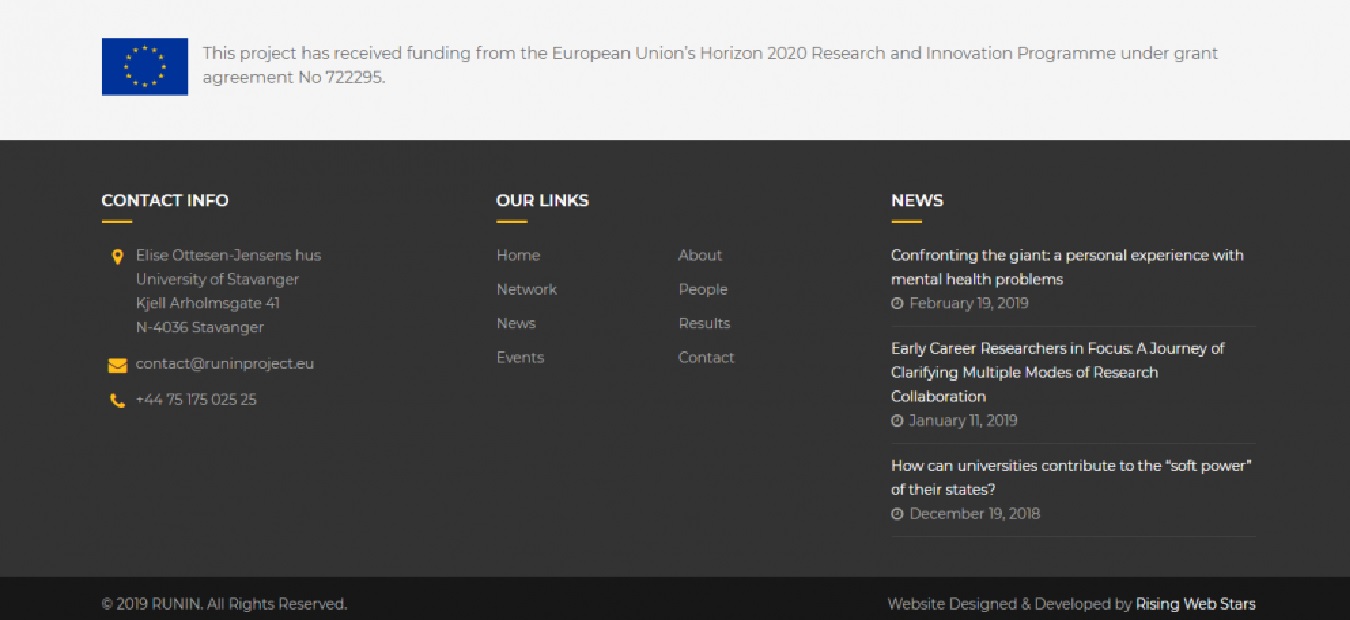 This project has received funding from the European Union's Horizon 2020 Research and Innovation Programme under grant
agreement No 722295.
CONTACT INFO
Elise Ottesen-Jensens hus
University of Stavanger
Kjell Arholmsgate 41
N-4036 Stavanger
contact@runinproject.eu
+44 75 175 025 25
OUR LINKS
Home
Network
News
Events
About
People
Results
Contact
NEWS
Confronting the giant: a personal experience with
mental health problems
February 19, 2019
Early Career Researchers in Focus: A Journey of
Clarifying Multiple Modes of Research
Collaboration
January 11, 2019
How can universities contribute to the "soft power"
of their states?
December 19, 2018
© 2019 RUNIN. All Rights Reserved.
Website Designed & Developed by Rising Web Stars